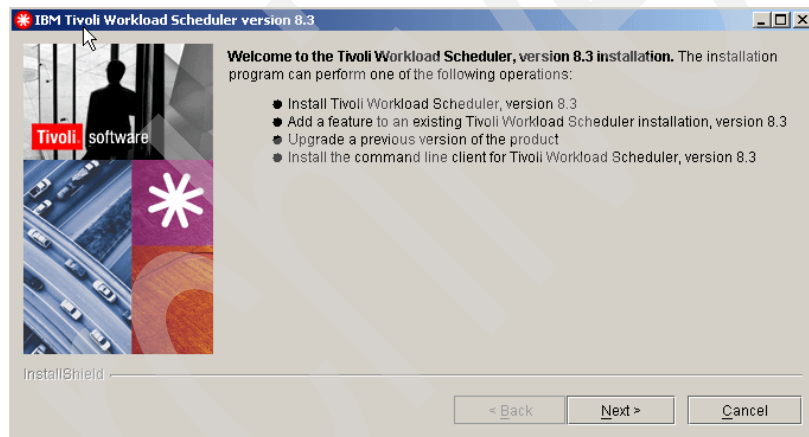 IBM Tivoli Workload Scheduler version 8.3
Welcome to the Tivoli Workload Scheduler, version 8.3 installation. The installation
program can perform one of the following operations:
Install Tivoli Workload Scheduler, version 8.3
Add a feature to an existing Tivoli Workload Scheduler installation, version 8.3
Upgrade a previous version of the product
Install the command line client for Tivoli Workload Scheduler, version 8.3
Tivoli. software
InstallShield
< Back
Next >
Cancel